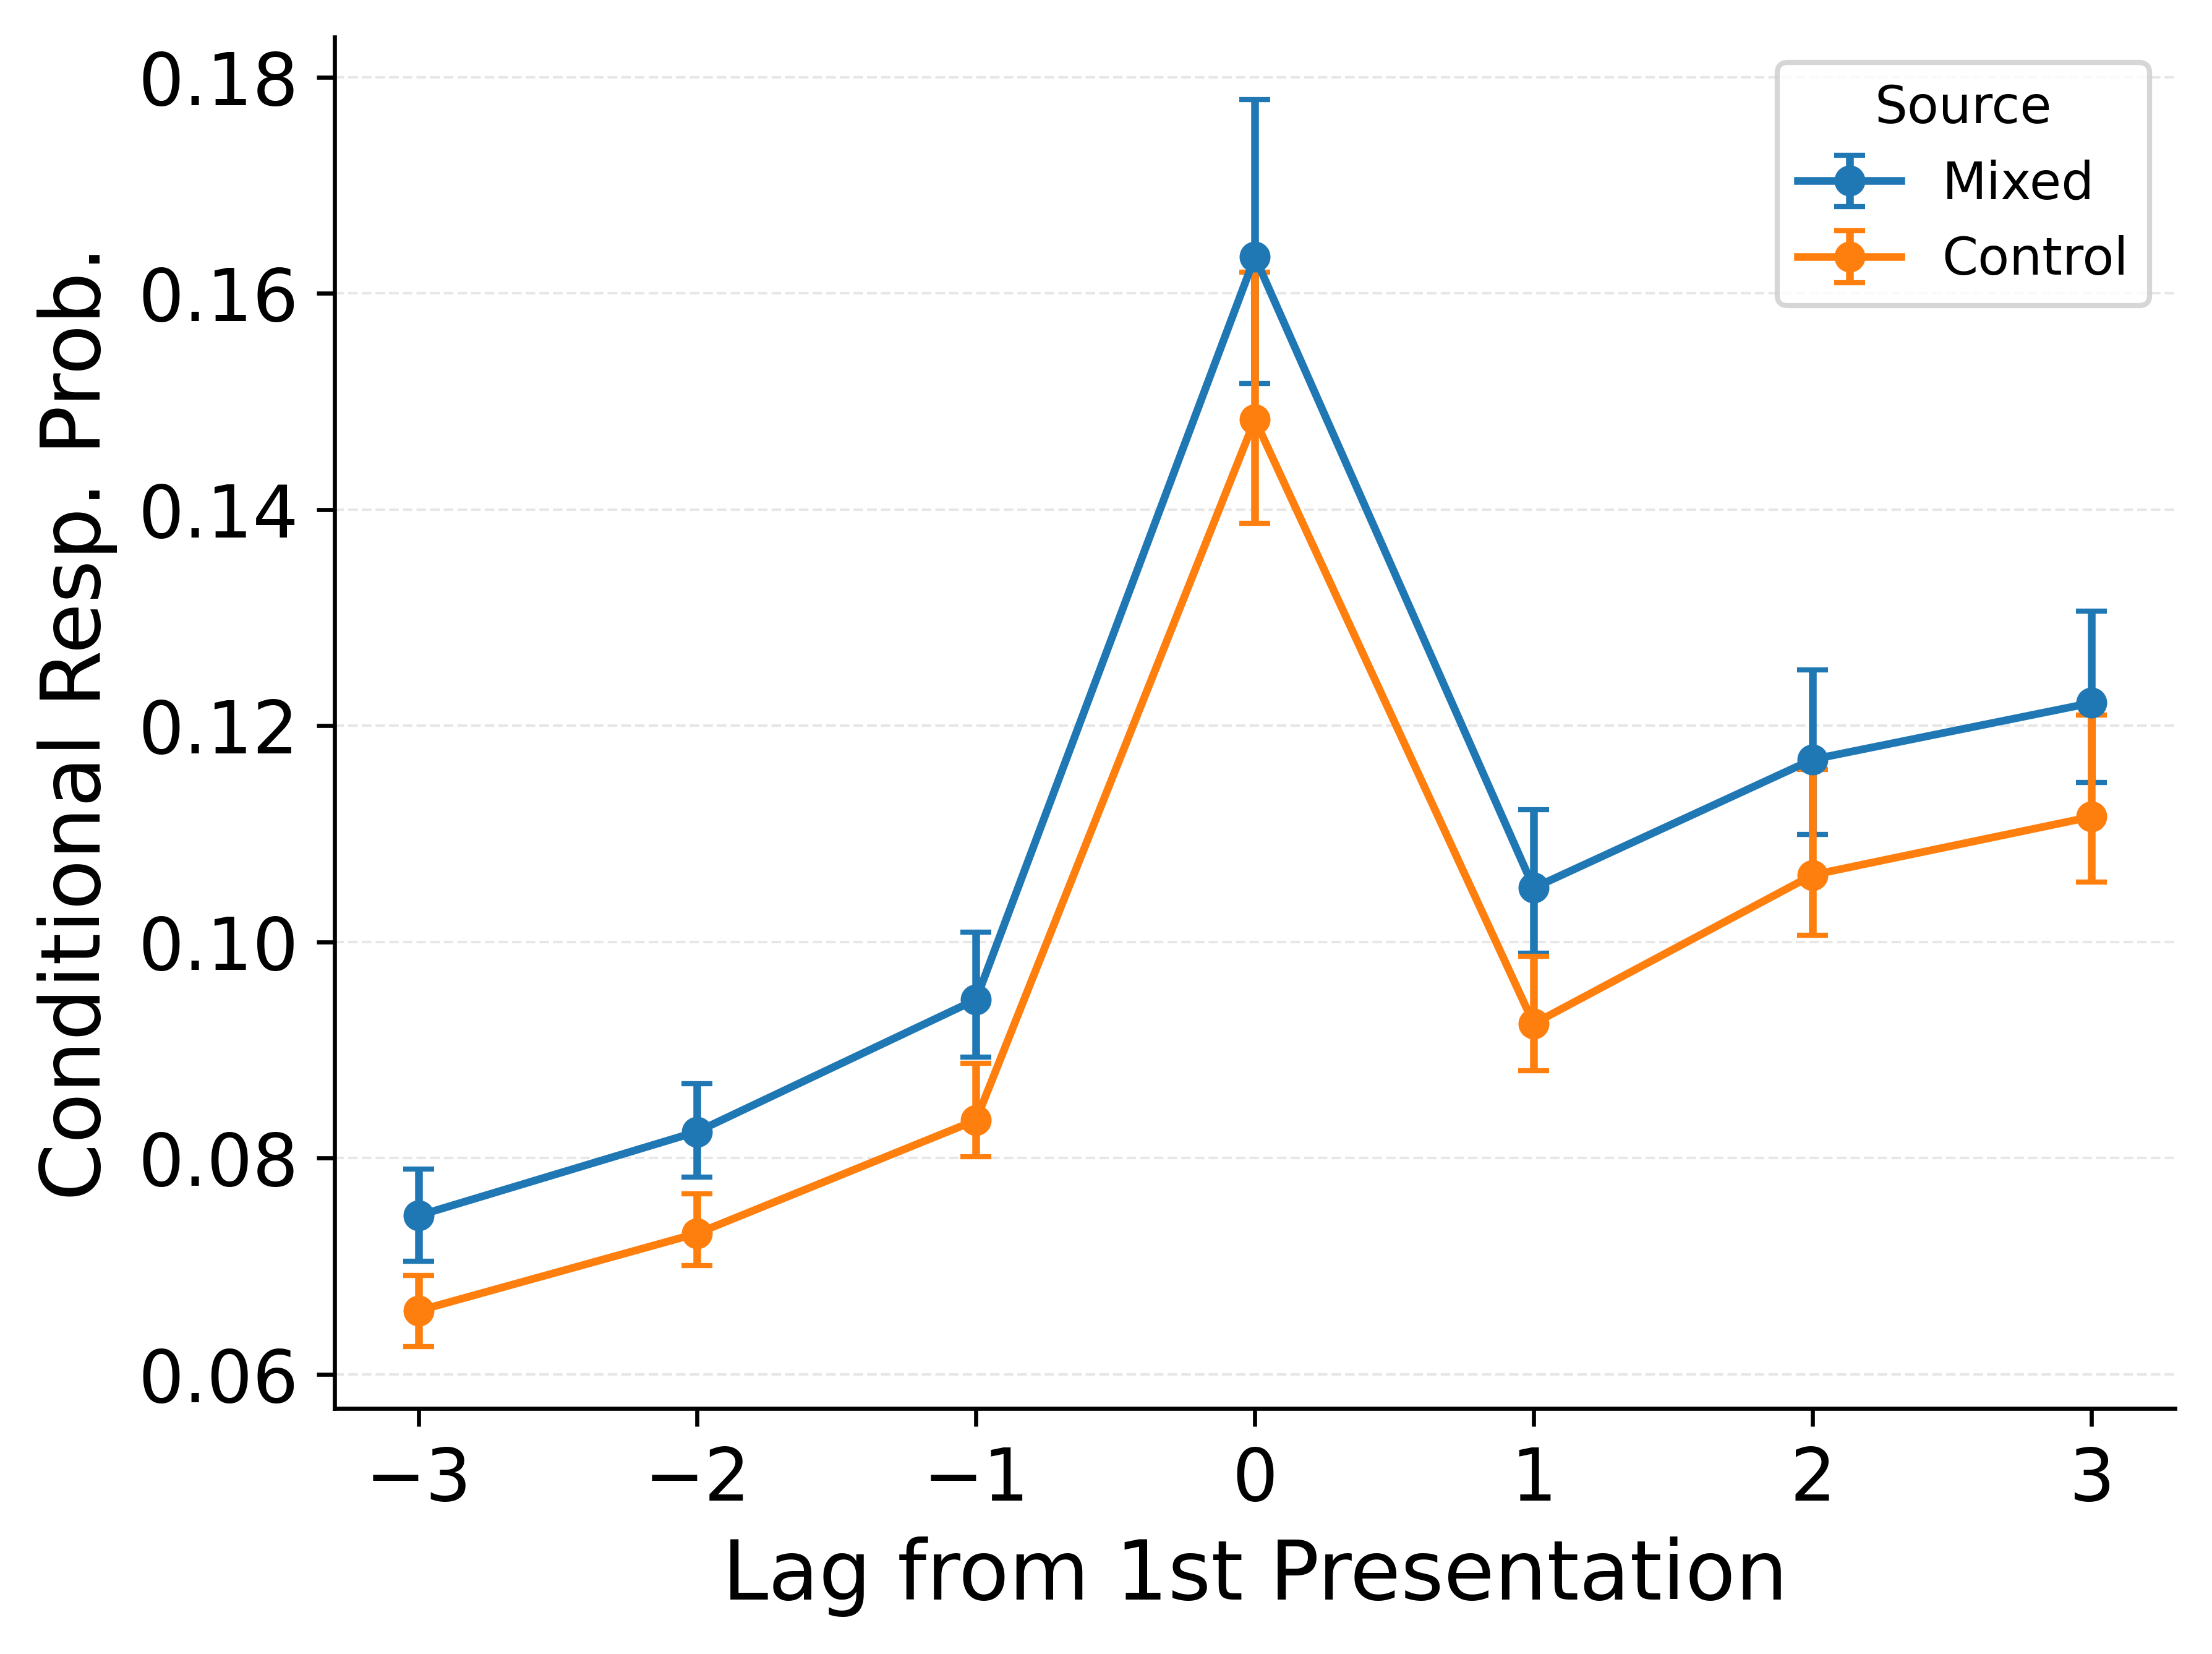 Conditional Resp. Prob.
0.18
0.16
0.14
0.12
0.10
0.08
0.06
Source
Mixed
Control
−3 −2 −1 0 1 2 3
Lag from 1st Presentation